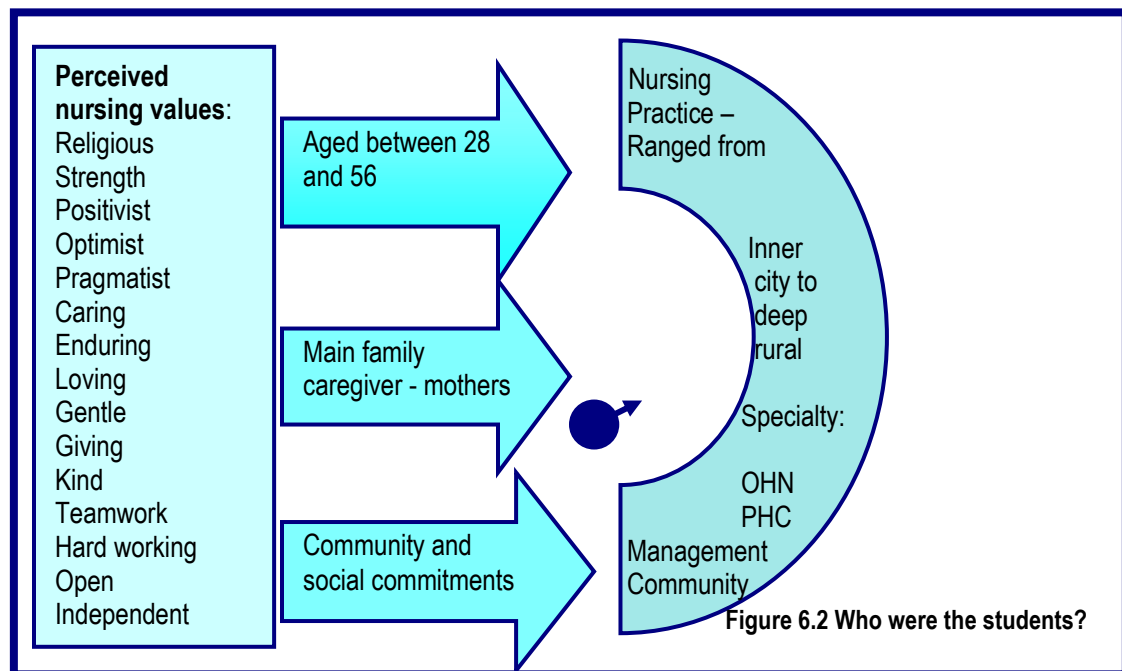 Perceived
nursing values:
Religious
Strength
Positivist
Optimist
Pragmatist
Caring
Enduring
Loving
Gentle
Giving
Kind
Teamwork
Hard working
Open
Independent
Aged between 28
and 56
Main family
caregiver - mothers
Community and
social commitments
Nursing
Practice –
Ranged from
Inner
city to
deep
rural
Specialty:
OHN
PHC
Management
Community
Figure 6.2 Who were the students?